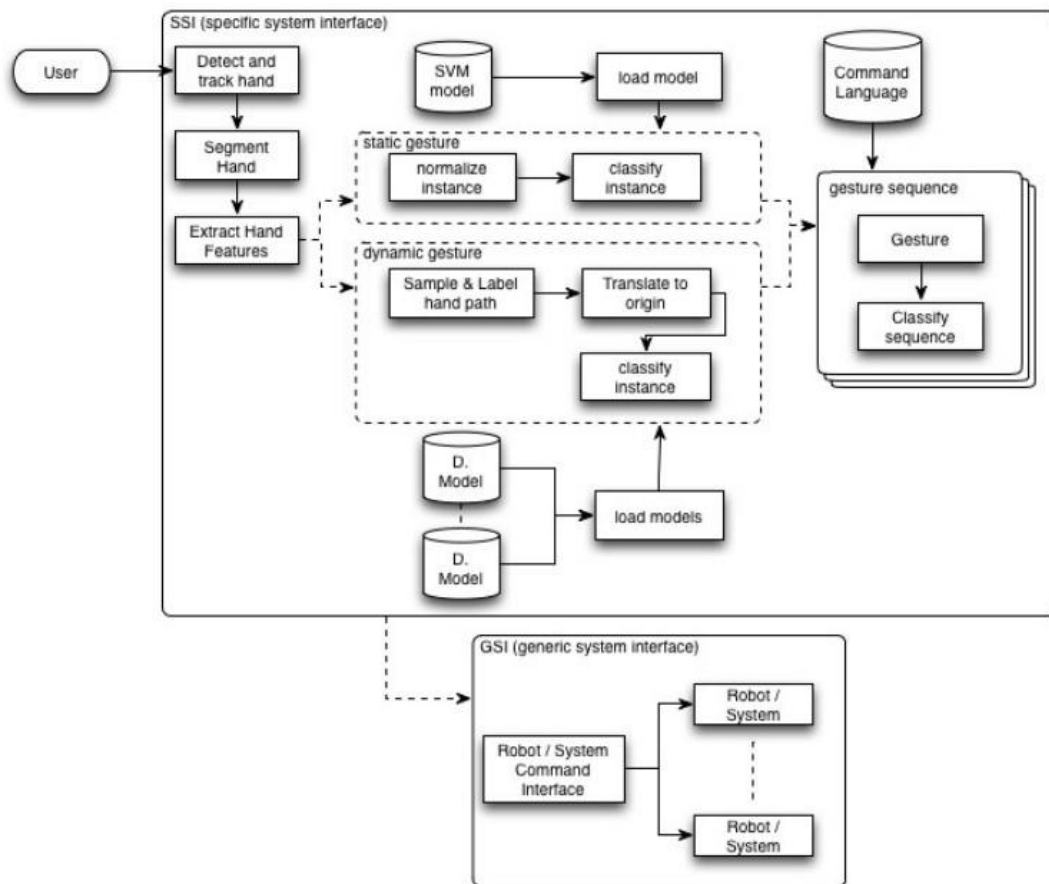 SSI (specific system interface)
User
Detect and
track hand
Segment
Hand
Extract Hand
Features
SVM
model
load model
static gesture
normalize
instance
classify
instance
dynamic gesture
Sample & Label
hand path
Translate to
origin
classify
instance
D.
Model
D.
Model
load models
Command
Language
gesture sequence
Gesture
Classify
sequence
GSI (generic system interface)
Robot / System
Command
Interface
Robot /
System
Robot /
System